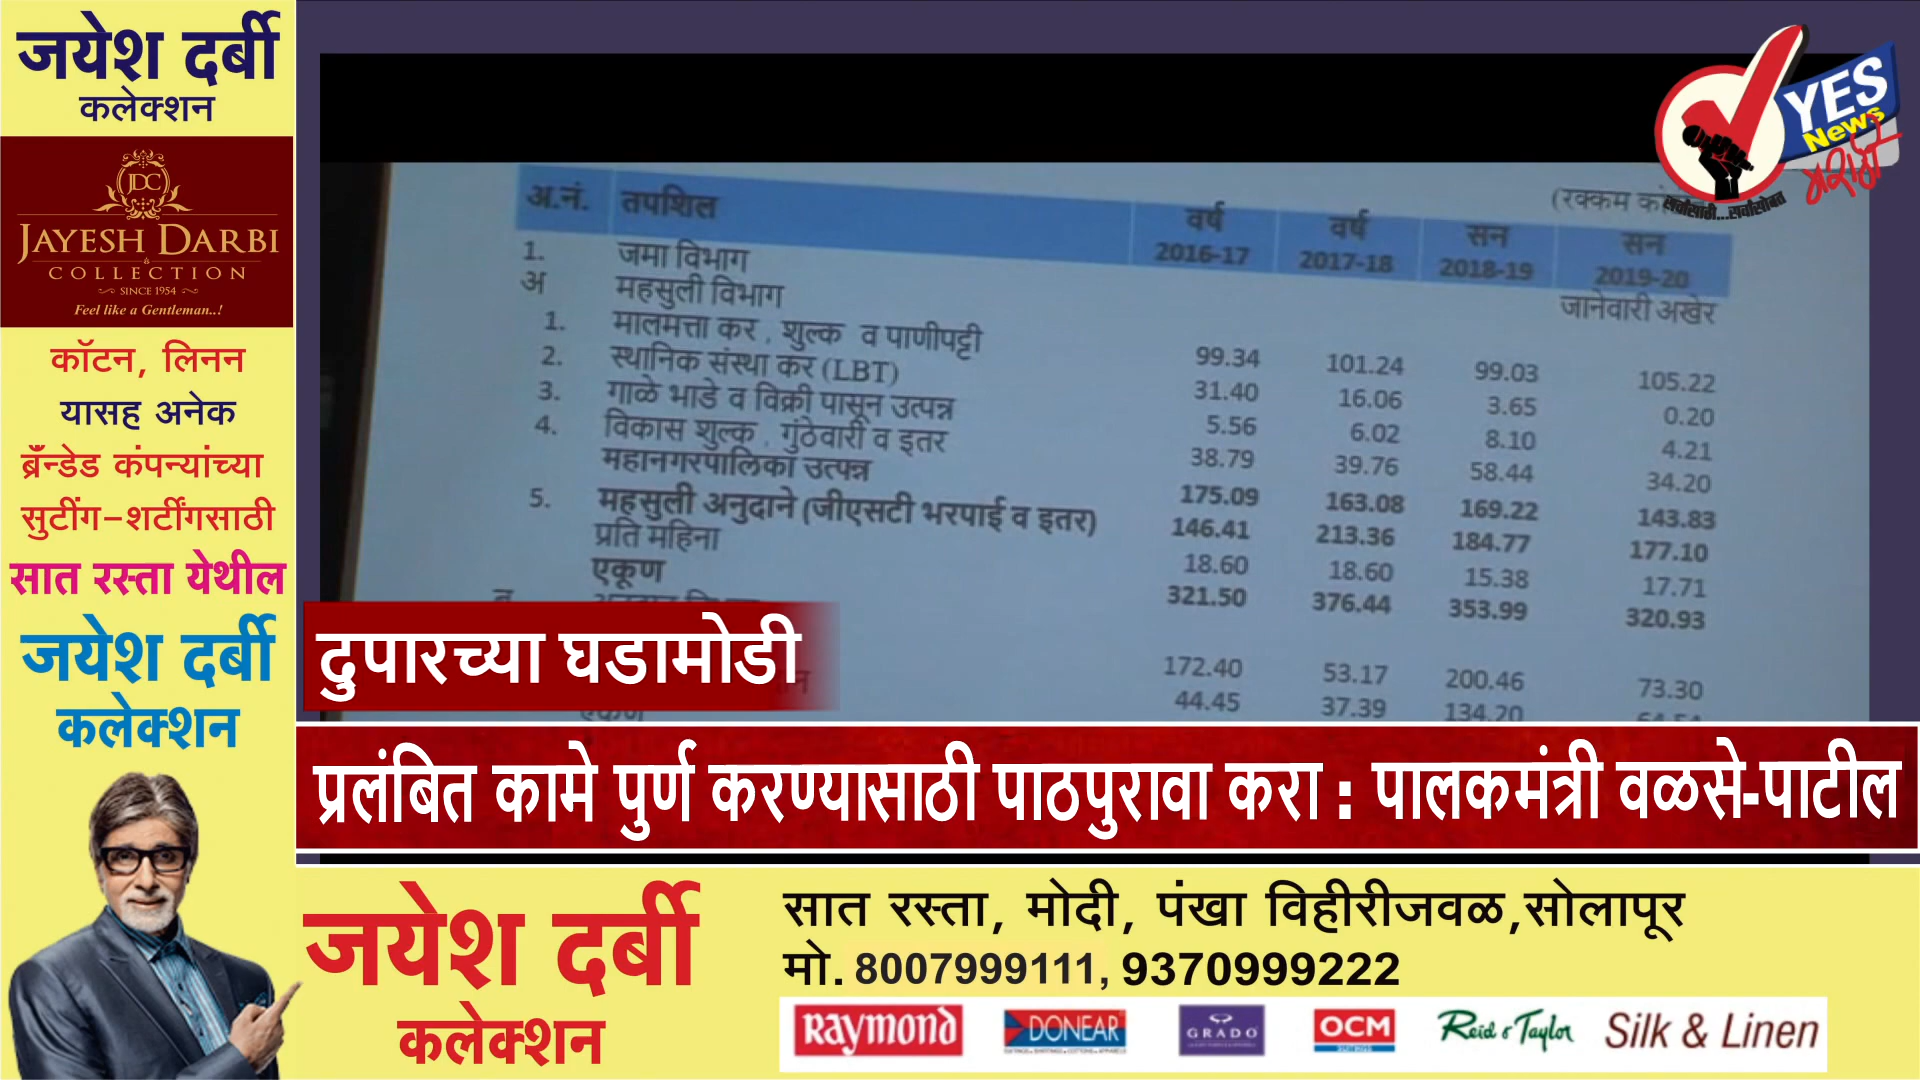 जयेश दर्बी
कलेक्शन
JDC
JAYESH DARBI
&
COLLECTION
SINCE 1954
Feel like a Gentleman..!
कॉटन, लिनन
यासह अनेक
ब्रँन्डेड कंपन्यांच्या
सुटींग-शर्टींगसाठी
सात रस्ता येथील
जयेश दर्बी
कलेक्शन
YES
News
मराठी
सर्वांसाठी...सर्वांसोबत
(रक्कम
अ.नं. तपशिल वर्ष 2016-17 वर्ष 2017-18 सन 2018-19 सन 2019-20
1. जमा विभाग जानेवारी अखेर
अ महसुली विभाग
1. मालमत्ता कर , शुल्क व पाणीपट्टी 99.34 101.24 99.03 105.22
2. स्थानिक संस्था कर (LBT) 31.40 16.06 3.65 0.20
3. गाळे भाडे व विक्री पासून उत्पन्न 5.56 6.02 8.10 4.21
4. विकास शुल्क , गुंठेवारी व इतर 38.79 39.76 58.44 34.20
महानगरपालिका उत्पन्न 175.09 163.08 169.22 143.83
5. महसुली अनुदाने (जीएसटी भरपाई व इतर) 146.41 213.36 184.77 177.10
प्रति महिना 18.60 18.60 15.38 17.71
एकूण 321.50 376.44 353.99 320.93
172.40 53.17 200.46 73.30
44.45 37.39 134.20
दुपारच्या घडामोडी
प्रलंबित कामे पुर्ण करण्यासाठी पाठपुरावा करा : पालकमंत्री वळसे-पाटील
जयेश दर्बी
कलेक्शन
सात रस्ता, मोदी, पंखा विहीरीजवळ,सोलापूर
मो. 8007999111, 9370999222
Raymond DONEAR GRADO OCM SUITINGS Reid & Taylor Silk & Linen